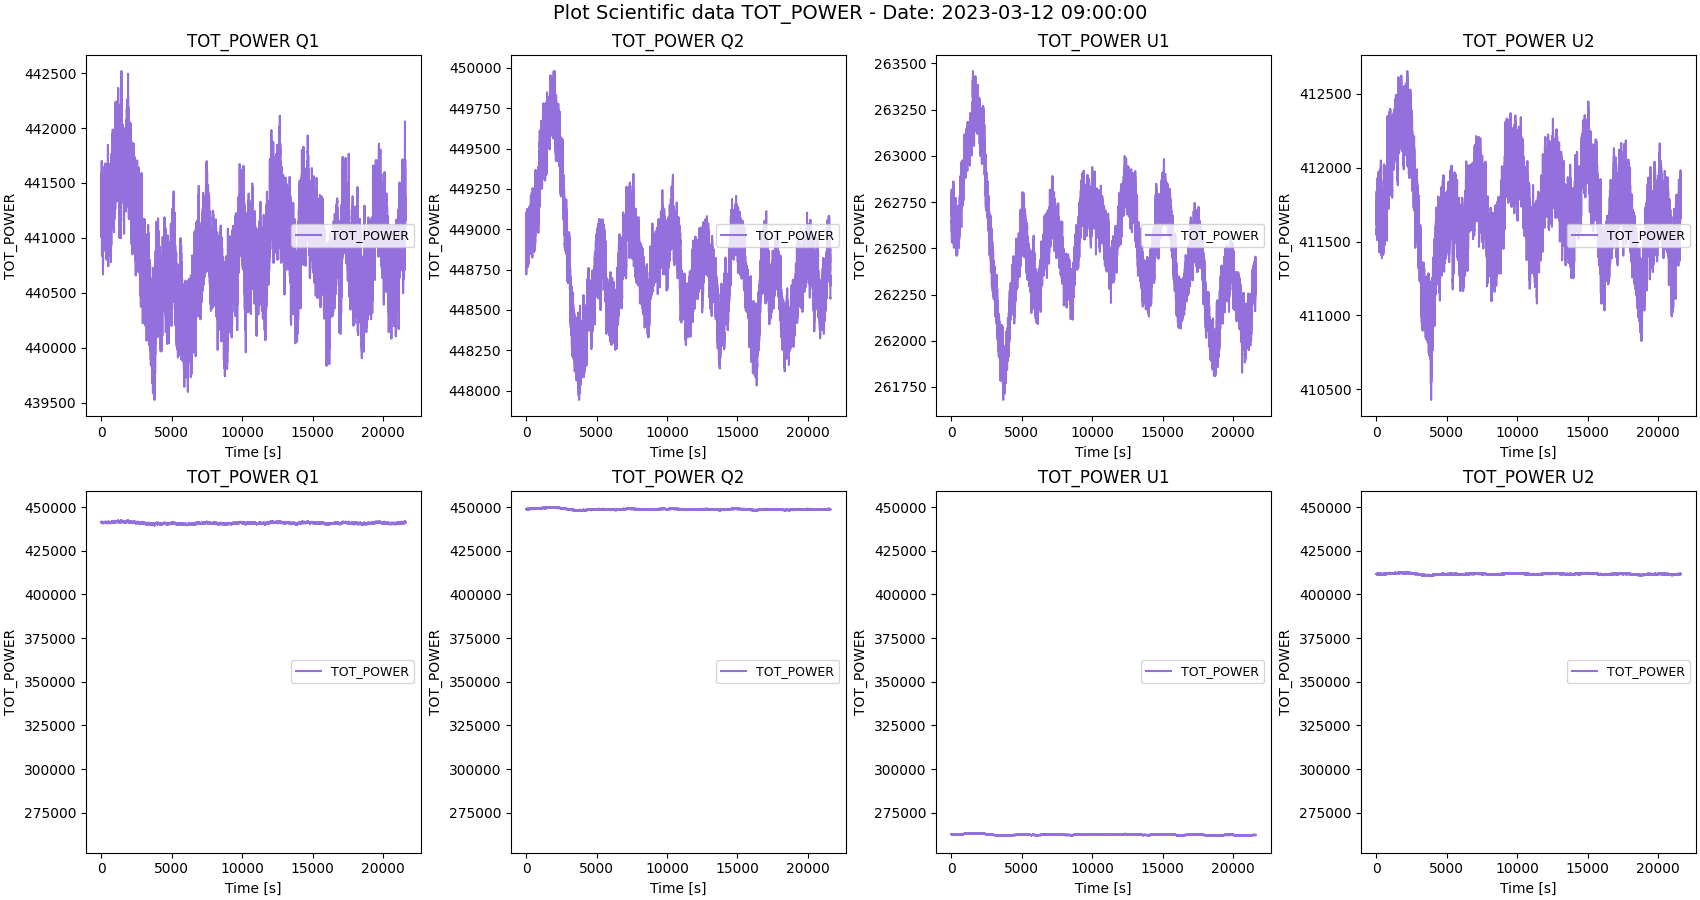 Plot Scientific data TOT_POWER - Date: 2023-03-12 09:00:00
TOT_POWER Q1
TOT_POWER
442500
442000
441500
441000
440500
440000
439500
TOT_POWER
0 5000 10000 15000 20000
Time [s]
TOT_POWER Q2
TOT_POWER
450000
449750
449500
449250
449000
448750
448500
448250
448000
TOT_POWER
0 5000 10000 15000 20000
Time [s]
TOT_POWER U1
TOT_POWER
263500
263250
263000
262750
262500
262250
262000
261750
TOT_POWER
0 5000 10000 15000 20000
Time [s]
TOT_POWER U2
TOT_POWER
412500
412000
411500
411000
410500
TOT_POWER
0 5000 10000 15000 20000
Time [s]
TOT_POWER Q1
TOT_POWER
450000
425000
400000
375000
350000
325000
300000
275000
TOT_POWER
0 5000 10000 15000 20000
Time [s]
TOT_POWER Q2
TOT_POWER
450000
425000
400000
375000
350000
325000
300000
275000
TOT_POWER
0 5000 10000 15000 20000
Time [s]
TOT_POWER U1
TOT_POWER
450000
425000
400000
375000
350000
325000
300000
275000
TOT_POWER
0 5000 10000 15000 20000
Time [s]
TOT_POWER U2
TOT_POWER
450000
425000
400000
375000
350000
325000
300000
275000
TOT_POWER
0 5000 10000 15000 20000
Time [s]